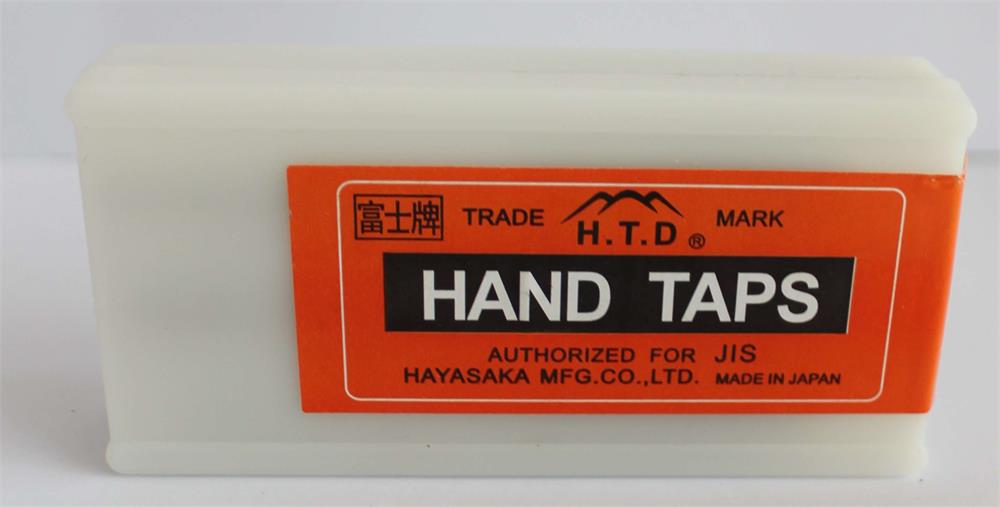 富士牌 TRADE H.T.D ® MARK
HAND TAPS
AUTHORIZED FOR JIS
HAYASAKA MFG.CO.,LTD. MADE IN JAPAN